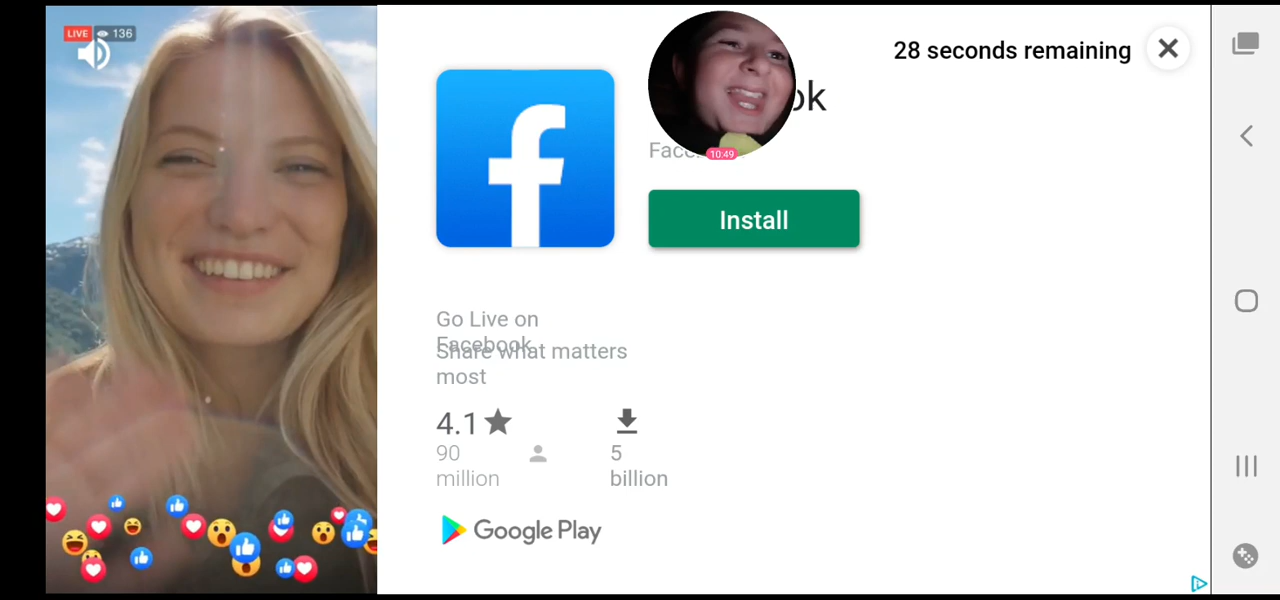 LIVE 136
28 seconds remaining
ok
Face
10:49
Install
Go Live on
Facebook
Share what matters
most
4.1
90
million
5
billion
Google Play